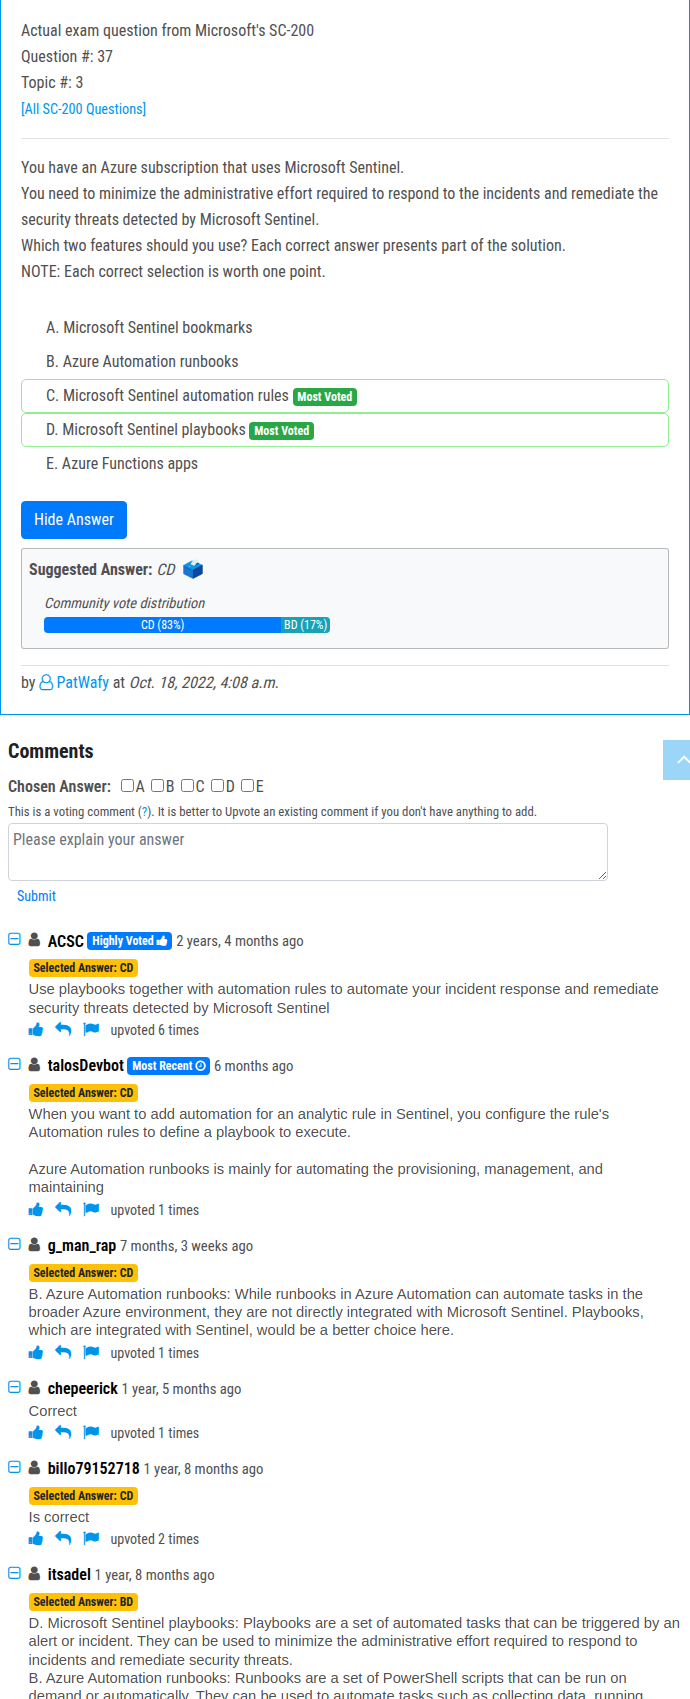 Actual exam question from Microsoft's SC-200
Question #: 37
Topic #: 3
[All SC-200 Questions]
You have an Azure subscription that uses Microsoft Sentinel.
You need to minimize the administrative effort required to respond to the incidents and remediate the
security threats detected by Microsoft Sentinel.
Which two features should you use? Each correct answer presents part of the solution.
NOTE: Each correct selection is worth one point.
A. Microsoft Sentinel bookmarks
B. Azure Automation runbooks
C. Microsoft Sentinel automation rules Most Voted
D. Microsoft Sentinel playbooks Most Voted
E. Azure Functions apps
Hide Answer
Suggested Answer: CD
Community vote distribution
CD (83%) BD (17%)
by PatWafy at Oct. 18, 2022, 4:08 a.m.
Comments
Chosen Answer: A B C D E
This is a voting comment (?). It is better to Upvote an existing comment if you don't have anything to add.
Please explain your answer
Submit
ACSC Highly Voted 2 years, 4 months ago
Selected Answer: CD
Use playbooks together with automation rules to automate your incident response and remediate
security threats detected by Microsoft Sentinel
upvoted 6 times
talosDevbot Most Recent 6 months ago
Selected Answer: CD
When you want to add automation for an analytic rule in Sentinel, you configure the rule's
Automation rules to define a playbook to execute.
Azure Automation runbooks is mainly for automating the provisioning, management, and
maintaining
upvoted 1 times
g_man_rap 7 months, 3 weeks ago
Selected Answer: CD
B. Azure Automation runbooks: While runbooks in Azure Automation can automate tasks in the
broader Azure environment, they are not directly integrated with Microsoft Sentinel. Playbooks,
which are integrated with Sentinel, would be a better choice here.
upvoted 1 times
chepeerick 1 year, 5 months ago
Correct
upvoted 1 times
billo79152718 1 year, 8 months ago
Selected Answer: CD
Is correct
upvoted 2 times
itsadel 1 year, 8 months ago
Selected Answer: BD
D. Microsoft Sentinel playbooks: Playbooks are a set of automated tasks that can be triggered by an
alert or incident. They can be used to minimize the administrative effort required to respond to
incidents and remediate security threats.
B. Azure Automation runbooks: Runbooks are a set of PowerShell scripts that can be run on
demand or automatically. They can be used to automate tasks such as collecting data, running